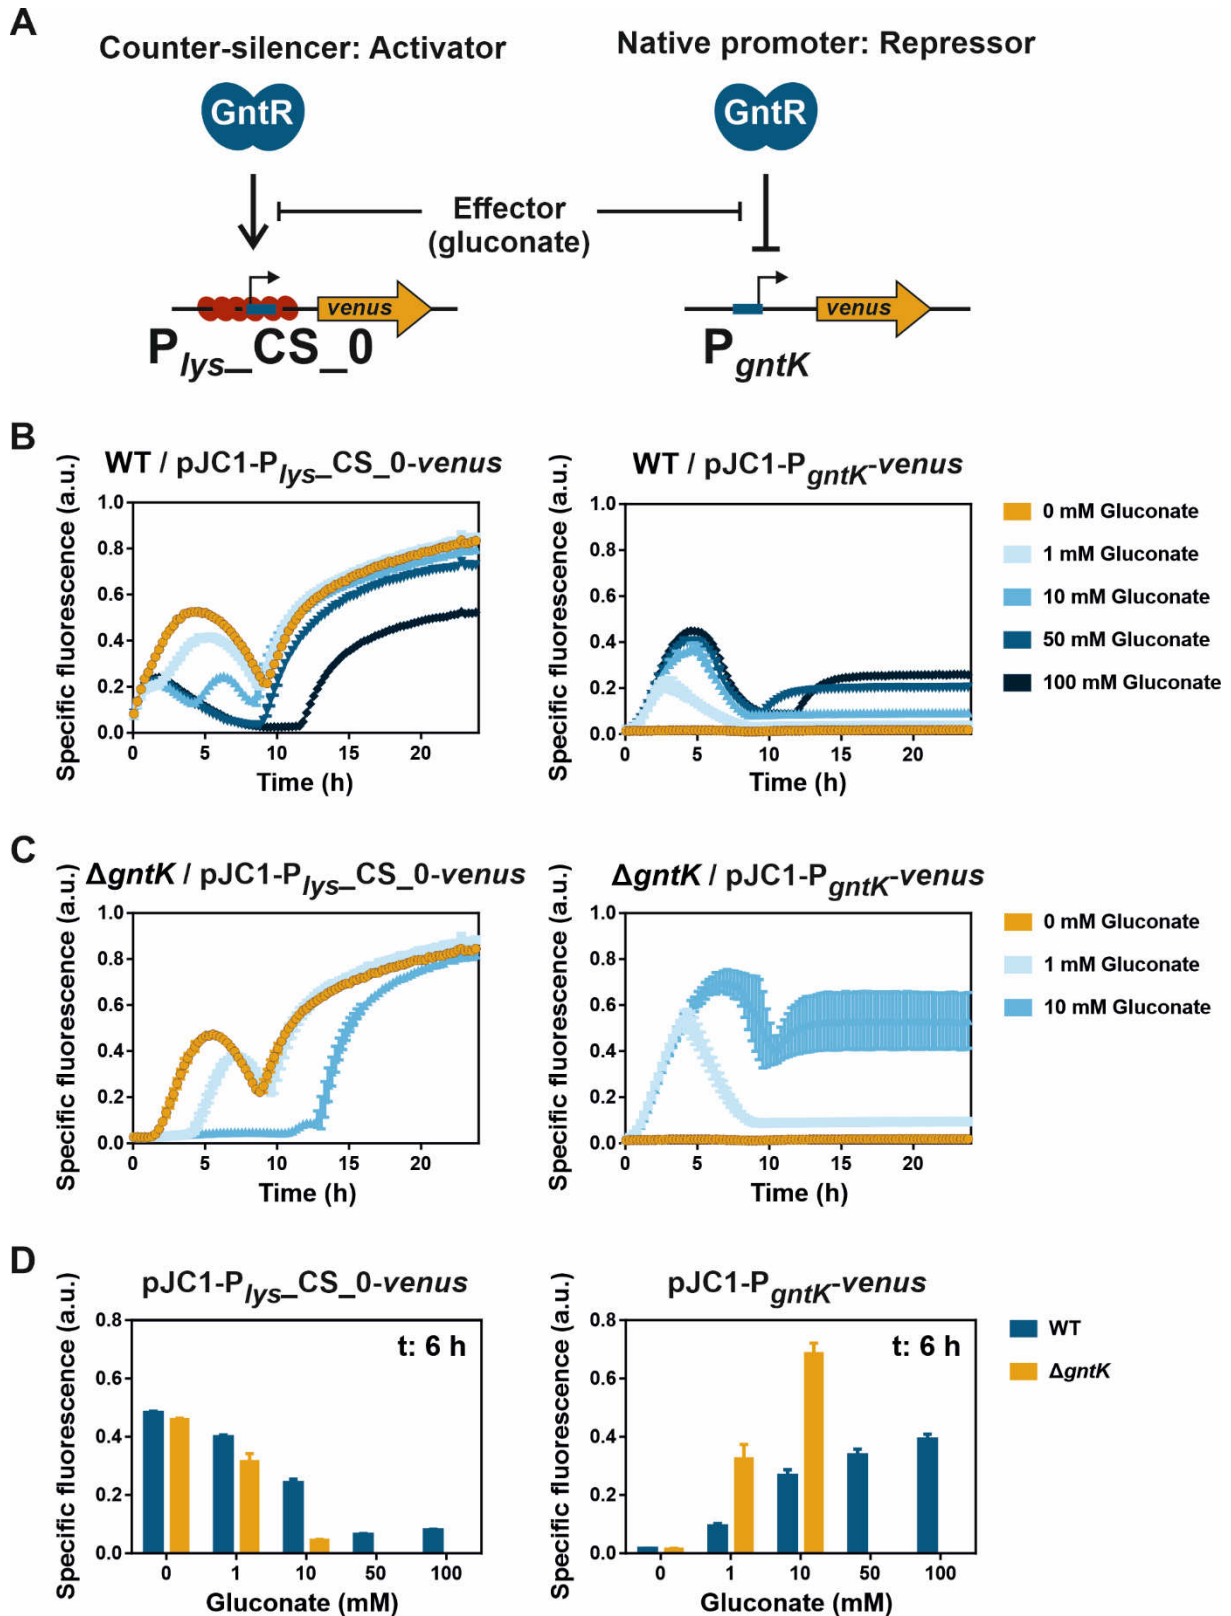 A
Counter-silencer: Activator
Native promoter: Repressor
GntR
GntR
Effector
(gluconate)
venus
venus
Plys_CS_0
PgntK
B
WT / pJC1-Plys_CS_0-venus
WT / pJC1-PgntK-venus
Specific fluorescence (a.u.)
1.0
0.8
0.6
0.4
0.2
0.0
0 5 10 15 20
Time (h)
Specific fluorescence (a.u.)
1.0
0.8
0.6
0.4
0.2
0.0
0 5 10 15 20
Time (h)
0 mM Gluconate
1 mM Gluconate
10 mM Gluconate
50 mM Gluconate
100 mM Gluconate
C
ΔgntK / pJC1-Plys_CS_0-venus
ΔgntK / pJC1-PgntK-venus
Specific fluorescence (a.u.)
1.0
0.8
0.6
0.4
0.2
0.0
0 5 10 15 20
Time (h)
Specific fluorescence (a.u.)
1.0
0.8
0.6
0.4
0.2
0.0
0 5 10 15 20
Time (h)
0 mM Gluconate
1 mM Gluconate
10 mM Gluconate
D
pJC1-Plys_CS_0-venus
pJC1-PgntK-venus
Specific fluorescence (a.u.)
0.8
0.6
0.4
0.2
0.0
t: 6 h
0 1 10 50 100
Gluconate (mM)
Specific fluorescence (a.u.)
0.8
0.6
0.4
0.2
0.0
t: 6 h
0 1 10 50 100
Gluconate (mM)
WT
ΔgntK